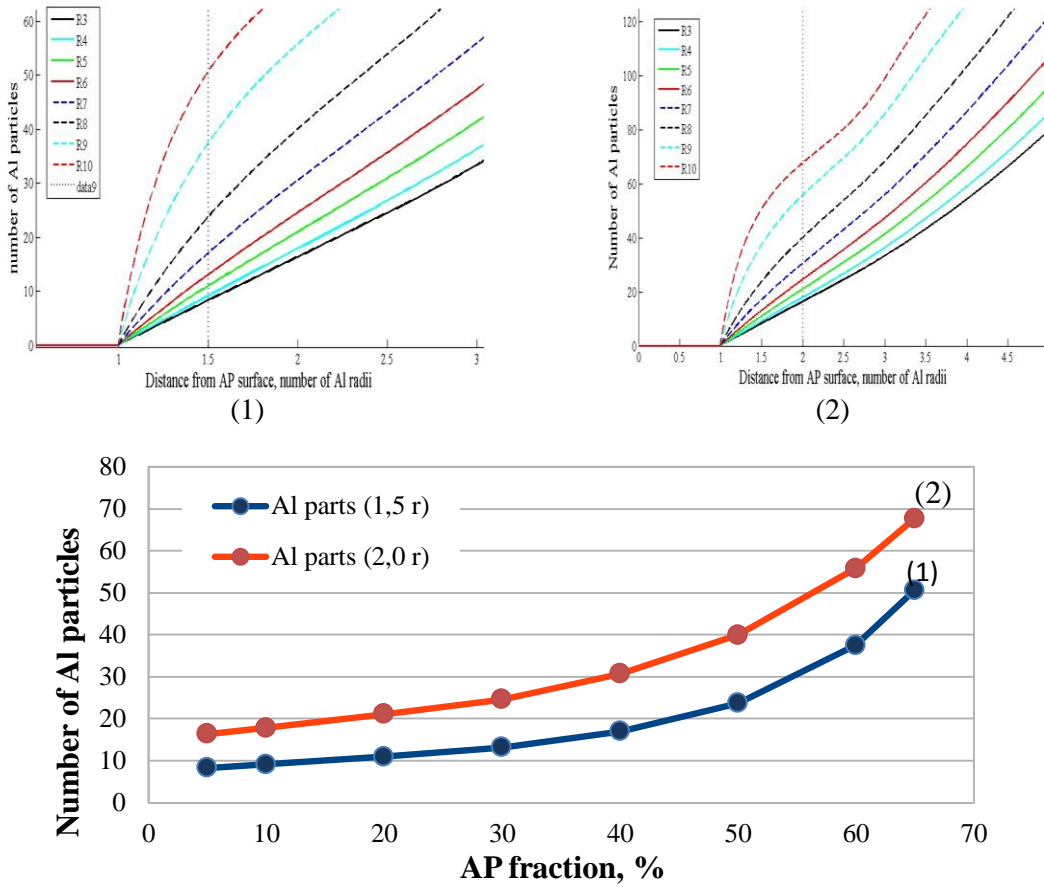 60
50
40
30
20
10
0
number of Al particles
R3
R4
R5
R6
R7
R8
R9
R10
data9
1
1.5
2
2.5
3
Distance from AP surface, number of Al radii
(1)
120
100
80
60
40
20
0
Number of Al particles
R3
R4
R5
R6
R7
R8
R9
R10
0
0.5
1
1.5
2
2.5
3
3.5
4
4.5
Distance from AP surface, number of Al radii
(2)
80
70
60
50
40
30
20
10
0
Number of Al particles
Al parts (1,5 r)
Al parts (2,0 r)
(2)
(1)
0
10
20
30
40
50
60
70
AP fraction, %